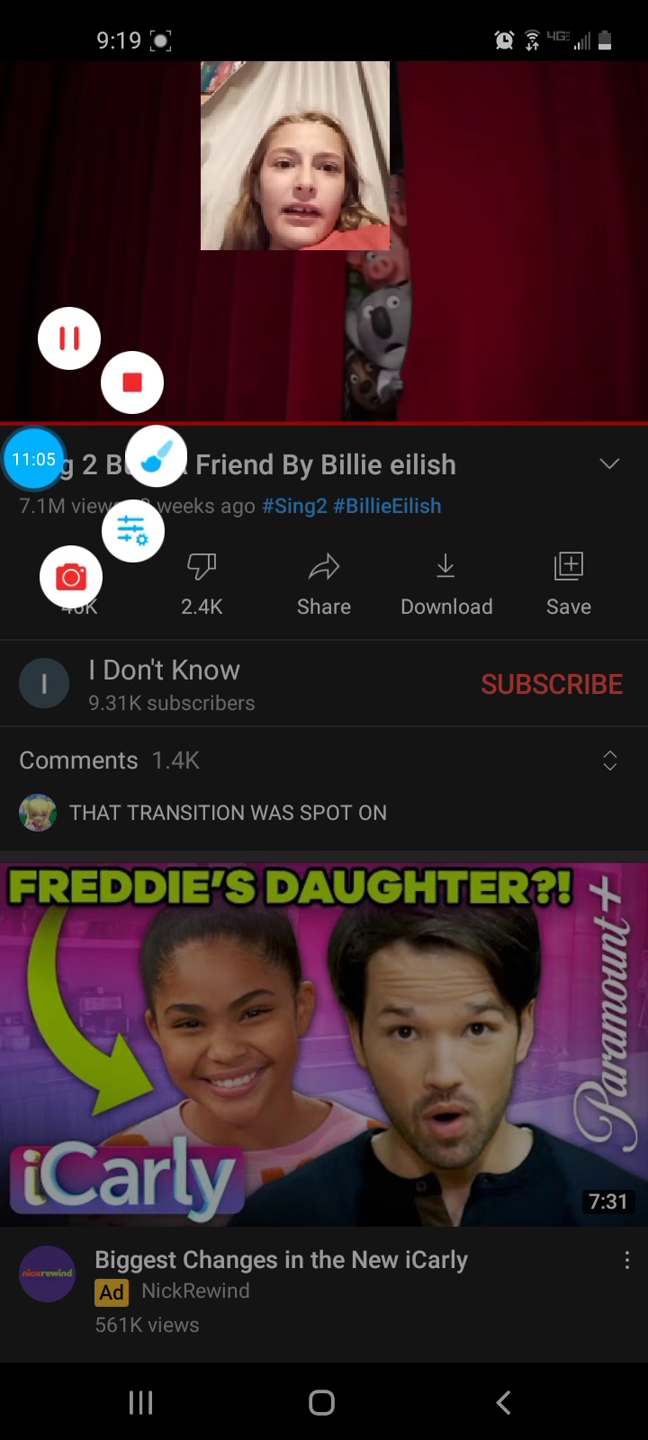 9:19
4GE
g 2 B
Friend By Billie eilish
11:05
7.1M view
weeks ago #Sing2 #BillieEilish
2.4K
Share
Download
Save
I
I Don't Know
9.31K subscribers
SUBSCRIBE
Comments 1.4K
THAT TRANSITION WAS SPOT ON
FREDDIE'S DAUGHTER?!
Paramount+
iCarly
7:31
nickrewind
Biggest Changes in the New iCarly
Ad NickRewind
561K views